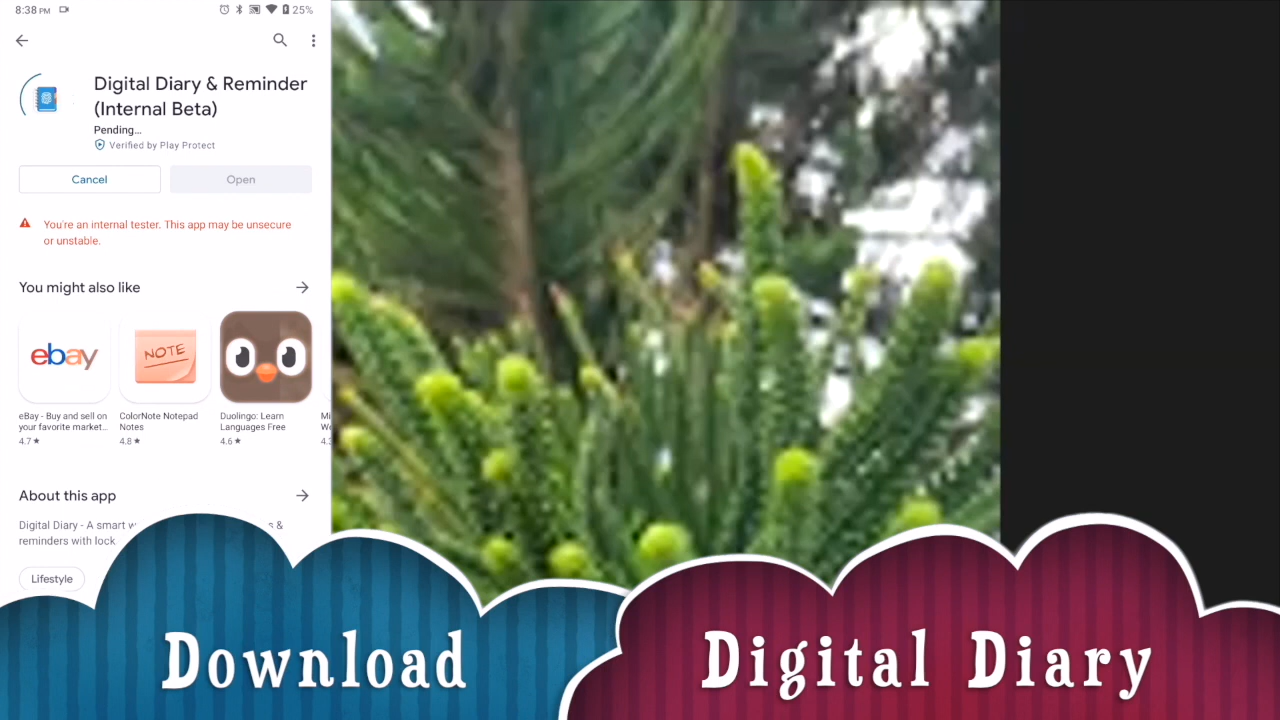 8:38 PM
25%
Digital Diary & Reminder
(Internal Beta)
Pending...
Verified by Play Protect
Cancel
Open
You're an internal tester. This app may be unsecure
or unstable.
You might also like
ebay
NOTE
eBay - Buy and sell on
your favorite market...
4.7★
ColorNote Notepad
Notes
4.8★
Duolingo: Learn
Languages Free
4.6★
About this app
Digital Diary - A smart
&
reminders with lock.
Lifestyle
Download
Digital Diary